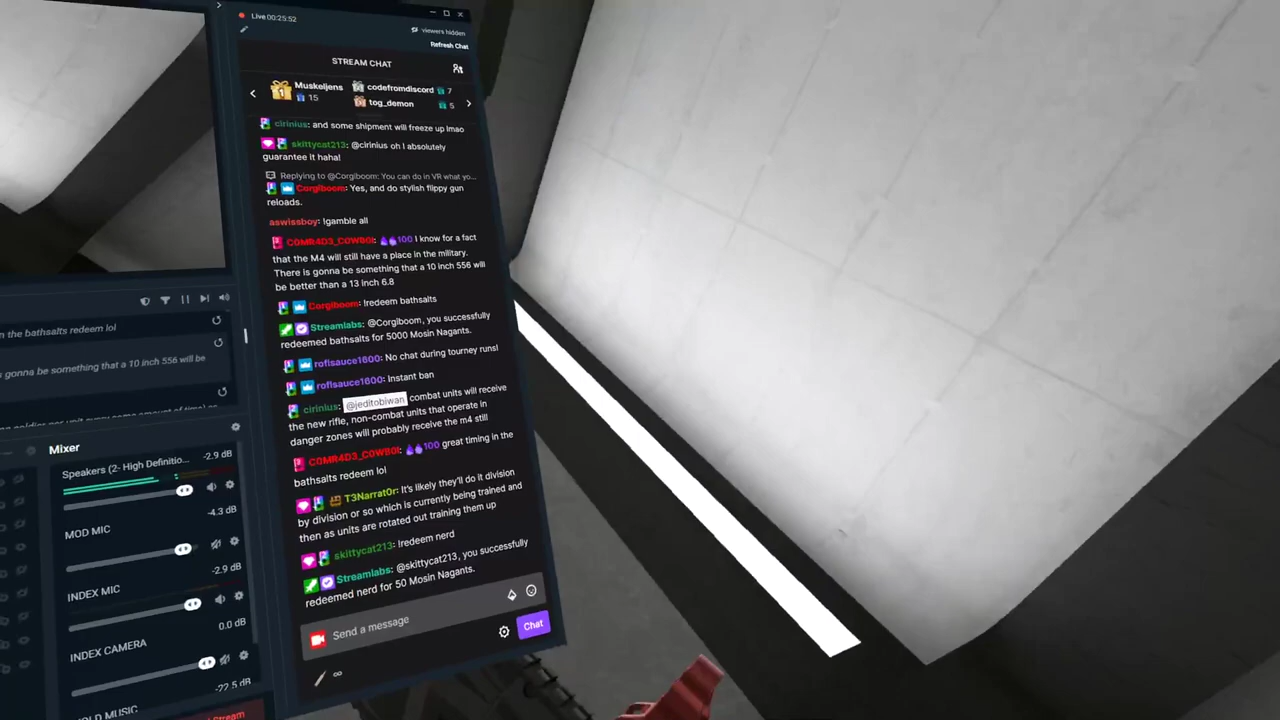 Live 00:25:52
viewers hidden
Refresh Chat
STREAM CHAT
Muskeljens
15
codefromdiscord 7
tog_demon 5
cirinius: and some shipment will freeze up lmao
skittycat213: @cirinius oh I absolutely
guarantee it haha!
Replying to @Corgiboom: You can do in VR what yo...
Corgiboom: Yes, and do stylish flippy gun
reloads.
aswissboy: !gamble all
C0MR4D3_C0WB0I: 100 I know for a fact
that the M4 will still have a place in the military.
There is gonna be something that a 10 inch 556 will
be better than a 13 inch 6.8
Corgiboom: !redeem bathsalts
Streamlabs: @Corgiboom, you successfully
redeemed bathsalts for 5000 Mosin Nagants.
roflsauce1600: No chat during tourney runs!
roflsauce1600: Instant ban
cirinius: @jeditobiwan combat units will receive
the new rifle, non-combat units that operate in
danger zones will probably receive the m4 still
C0MR4D3_C0WB0I: 100 great timing in the
bathsalts redeem lol
T3Narrat0r: It's likely they'll do it division
by division or so which is currently being trained and
then as units are rotated out training them up
skittycat213: !redeem nerd
Streamlabs: @skittycat213, you successfully
redeemed nerd for 50 Mosin Nagants.
Send a message
Chat
n the bathsalts redeem lol
s gonna be something that a 10 inch 556 will be
Mixer
Speakers (2- High Definitio... -2.9 dB
MOD MIC -4.3 dB
INDEX MIC -2.9 dB
INDEX CAMERA 0.0 dB
MUSIC -22.5 dB
Stream